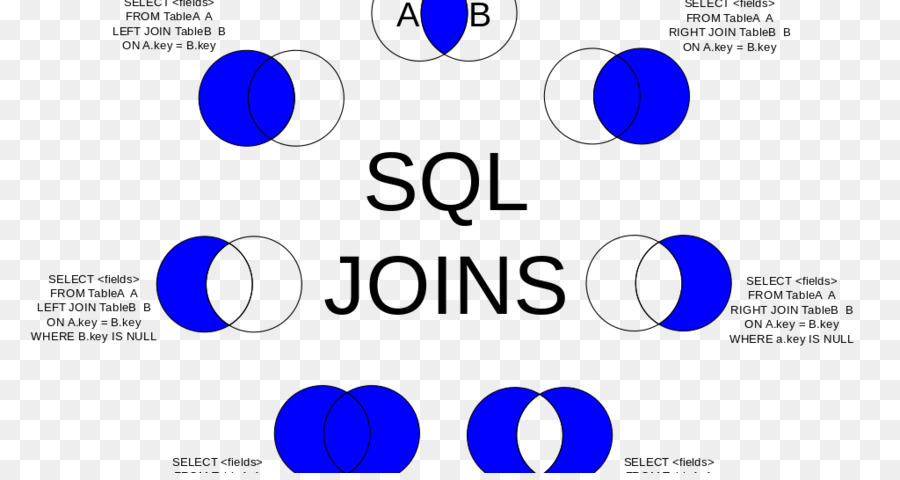 SELECT <fields>
FROM TableA A
LEFT JOIN TableB B
ON A.key = B.key
A B
SELECT <fields>
FROM TableA A
RIGHT JOIN TableB B
ON A.key = B.key
SQL
JOINS
SELECT <fields>
FROM TableA A
LEFT JOIN TableB B
ON A.key = B.key
WHERE B.key IS NULL
SELECT <fields>
FROM TableA A
RIGHT JOIN TableB B
ON A.key = B.key
WHERE a.key IS NULL
SELECT <fields>
SELECT <fields>